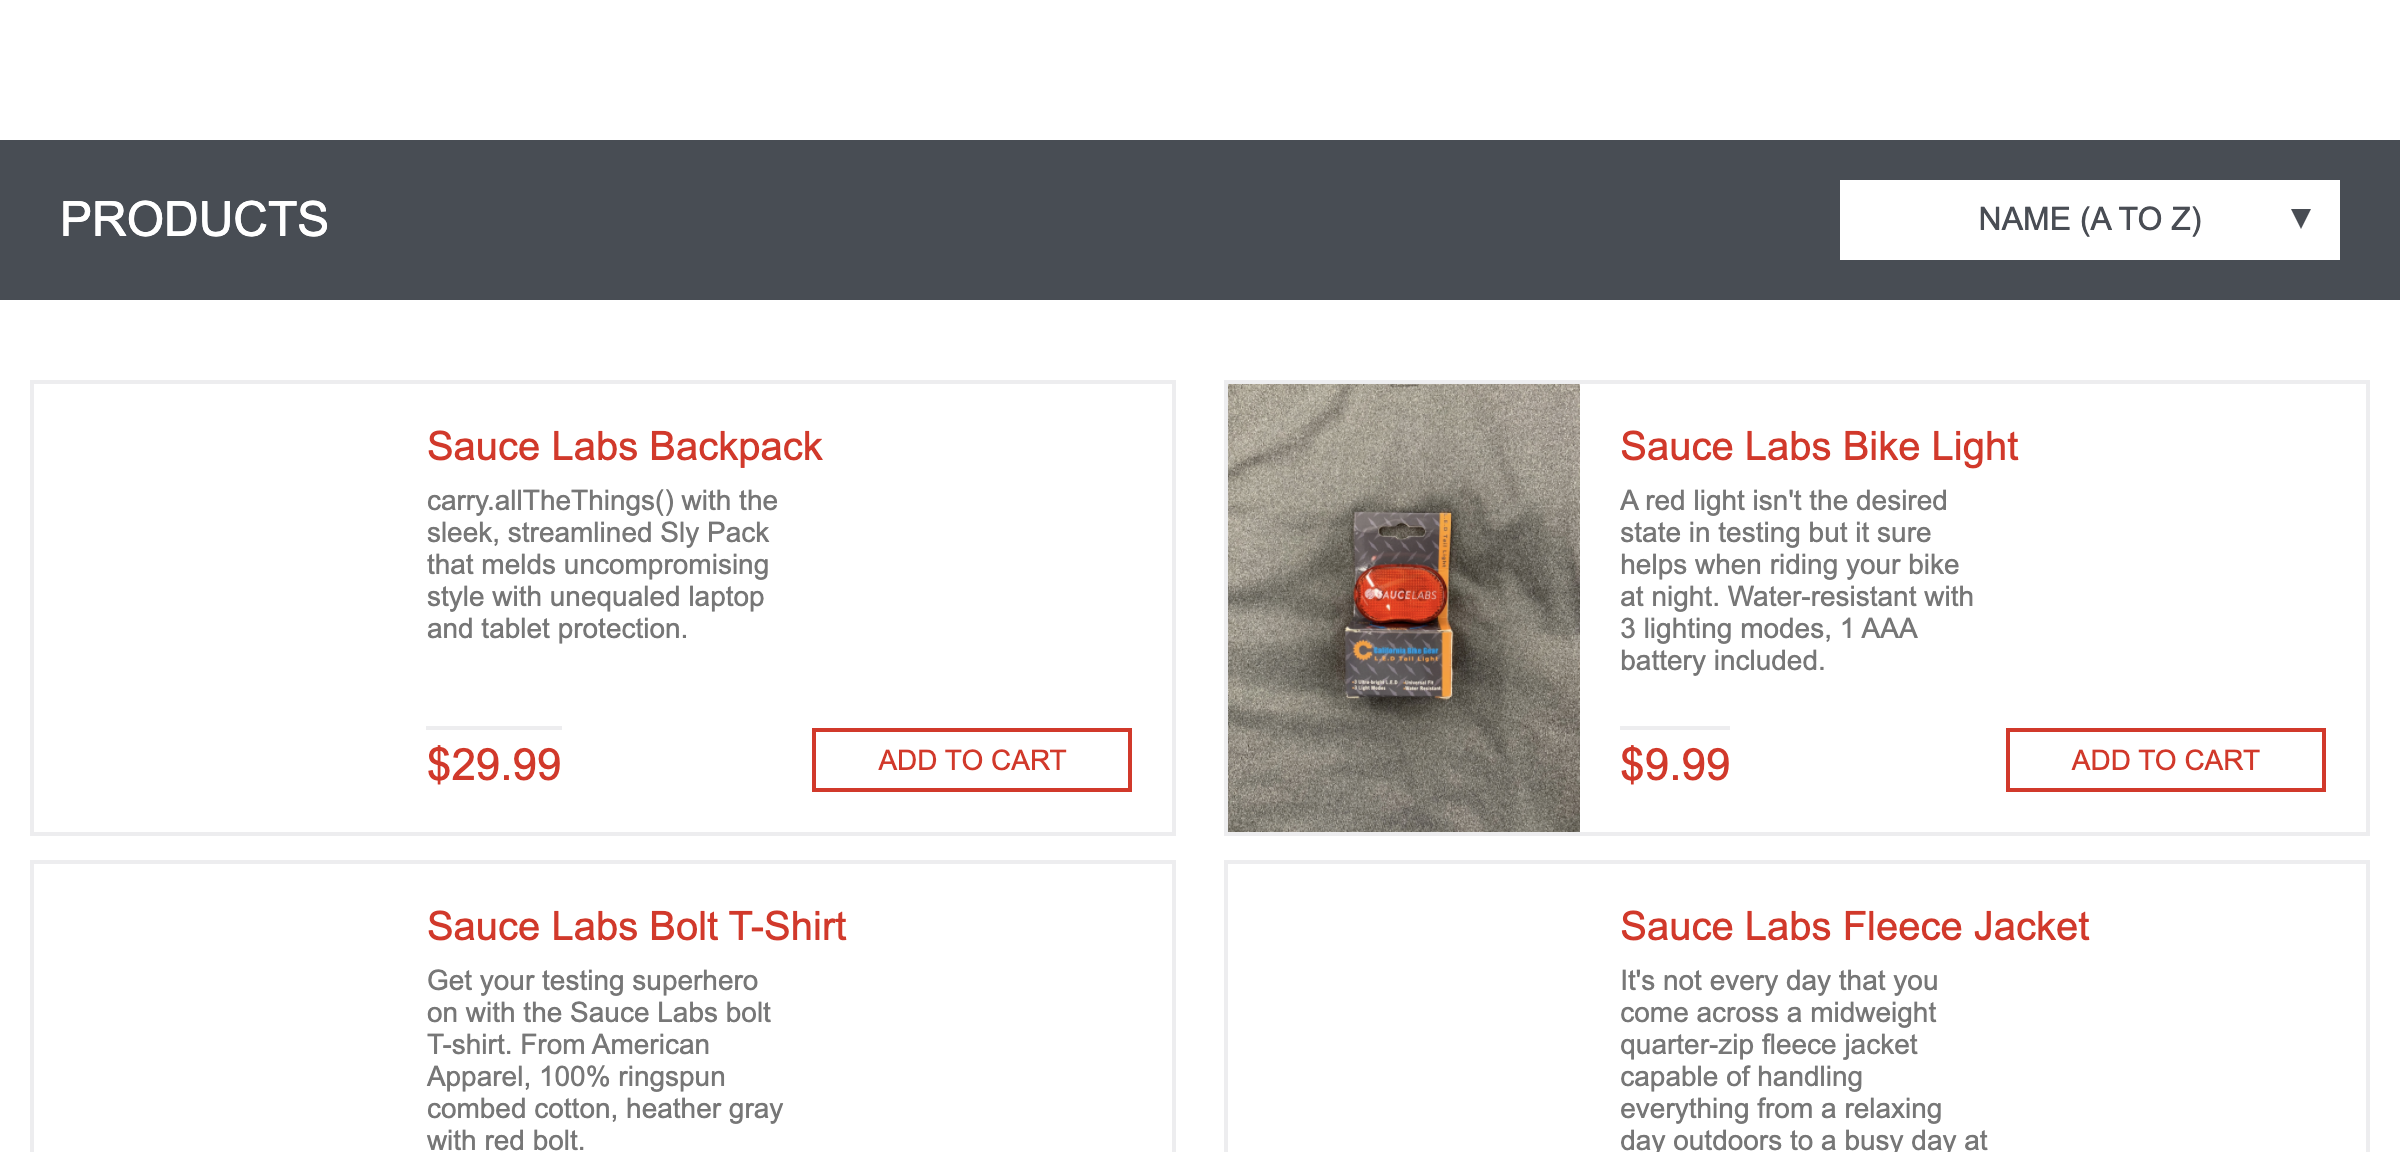 PRODUCTS
NAME (A TO Z) ▼
Sauce Labs Backpack
carry.allTheThings() with the
sleek, streamlined Sly Pack
that melds uncompromising
style with unequaled laptop
and tablet protection.
$29.99
ADD TO CART
SAUCELABS
California Bike Gear
L.E.D Tail Light
Sauce Labs Bike Light
A red light isn't the desired
state in testing but it sure
helps when riding your bike
at night. Water-resistant with
3 lighting modes, 1 AAA
battery included.
$9.99
ADD TO CART
Sauce Labs Bolt T-Shirt
Get your testing superhero
on with the Sauce Labs bolt
T-shirt. From American
Apparel, 100% ringspun
combed cotton, heather gray
with red bolt.
Sauce Labs Fleece Jacket
It's not every day that you
come across a midweight
quarter-zip fleece jacket
capable of handling
everything from a relaxing
day outdoors to a busy day at